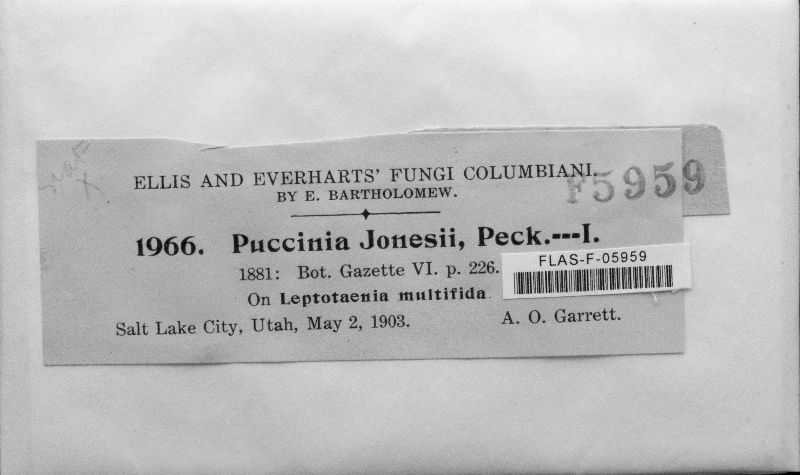 ELLIS AND EVERHARTS' FUNGI COLUMBIANI.
BY E. BARTHOLOMEW.
F5959
1966. Puccinia Jonesii, Peck.---I.
1881: Bot. Gazette VI. p. 226.
FLAS-F-05959
On Leptotaenia multifida.
Salt Lake City, Utah, May 2, 1903. A. O. Garrett.